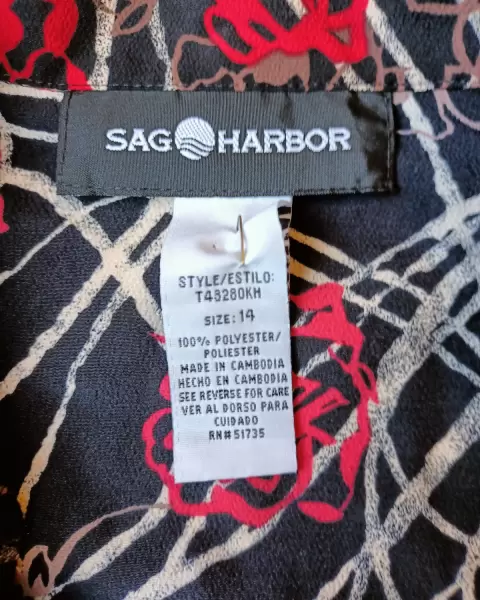 SAG HARBOR
STYLE/ESTILO:
T48280KH
SIZE: 14
100% POLYESTER/
POLIESTER
MADE IN CAMBODIA
HECHO EN CAMBODIA
SEE REVERSE FOR CARE
VER AL DORSO PARA
CUIDADO
RN#51735